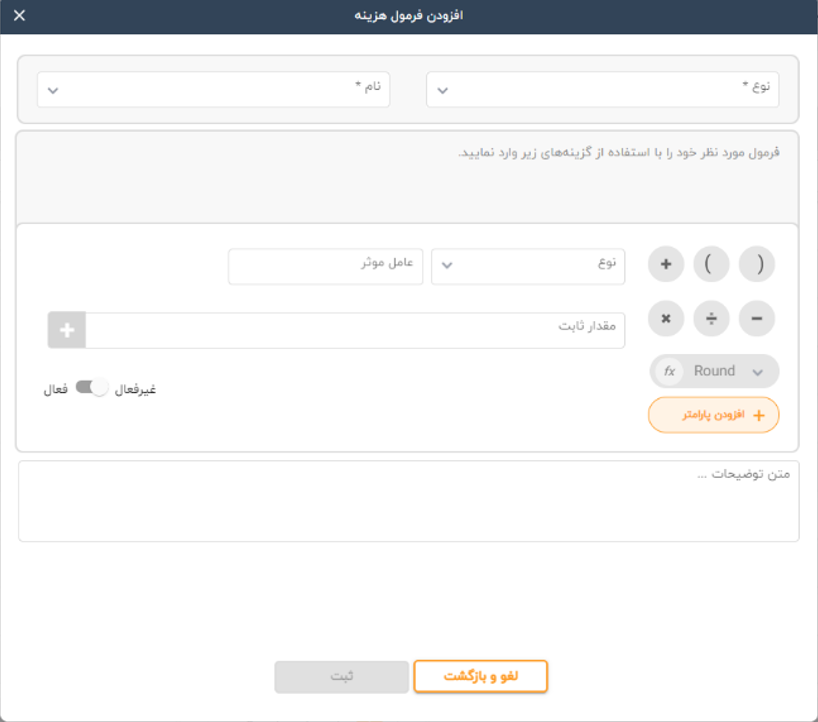 افزودن فرمول هزینه
نوع *
نام *
فرمول مورد نظر خود را با استفاده از گزینه‌های زیر وارد نمایید.
) ( +
نوع
عامل موثر
− ÷ ×
مقدار ثابت
+
fx Round
غیرفعال
فعال
+ افزودن پارامتر
متن توضیحات ...
لغو و بازگشت
ثبت